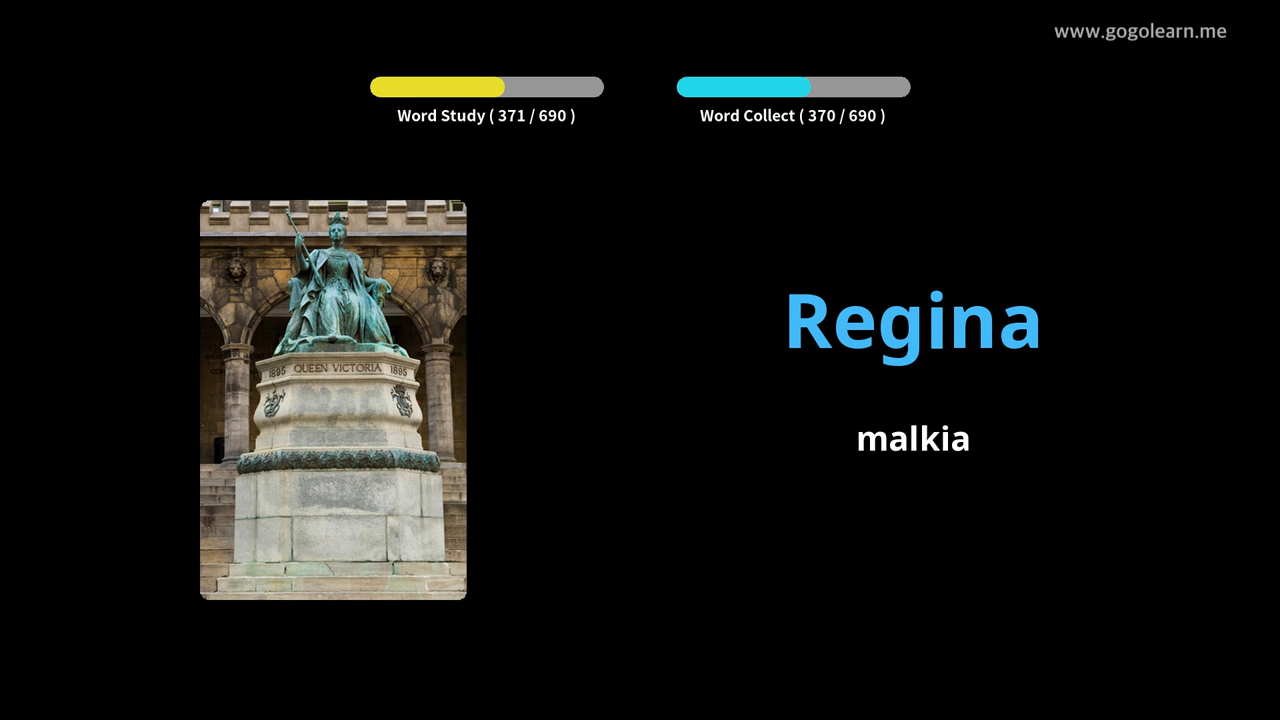 www.gogolearn.me
Word Study ( 371 / 690 )
Word Collect ( 370 / 690 )
1895 QUEEN VICTORIA 1895
Regina
malkia